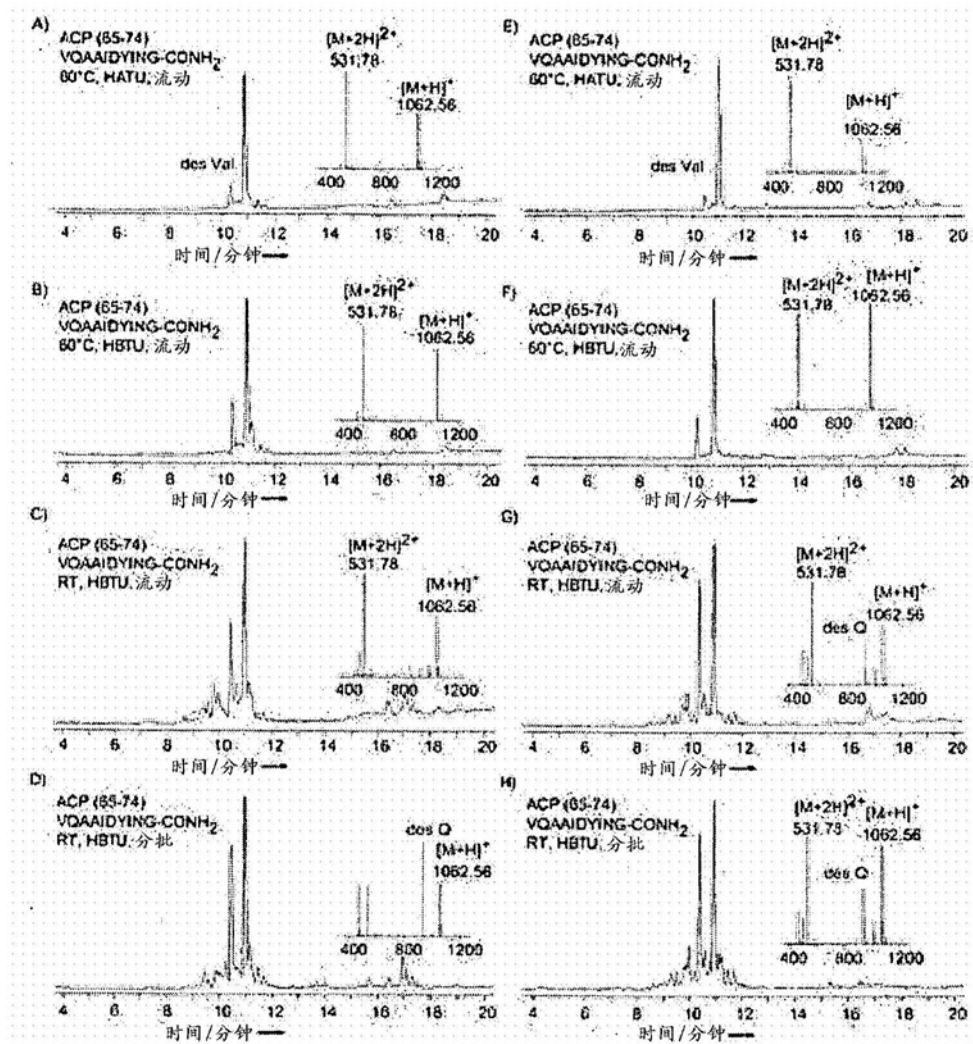 A)
ACP (65-74)
VQAAIDYING-CONH2
60°C, HATU, 流动
[M+2H]2+
531.78
[M+H]+
1062.56
des Val
400 800 1200
4 6 8 10 12 14 16 18 20
时间/分钟
E)
ACP (65-74)
VQAAIDYING-CONH2
60°C, HATU, 流动
[M+2H]2+
531.78
[M+H]+
1062.56
des Val
400 800 1200
4 6 8 10 12 14 16 18 20
时间/分钟
B)
ACP (65-74)
VQAAIDYING-CONH2
60°C, HBTU, 流动
[M+2H]2+
531.78
[M+H]+
1062.56
400 800 1200
4 6 8 10 12 14 16 18 20
时间/分钟
F)
ACP (65-74)
VQAAIDYING-CONH2
60°C, HBTU, 流动
[M+2H]2+
531.78
[M+H]+
1062.56
400 800 1200
4 6 8 10 12 14 16 18 20
时间/分钟
C)
ACP (65-74)
VQAAIDYING-CONH2
RT, HBTU, 流动
[M+2H]2+
531.78
[M+H]+
1062.56
400 800 1200
4 6 8 10 12 14 16 18 20
时间/分钟
G)
ACP (65-74)
VQAAIDYING-CONH2
RT, HBTU, 流动
[M+2H]2+
531.78
[M+H]+
1062.56
des Q
400 800 1200
4 6 8 10 12 14 16 18 20
时间/分钟
D)
ACP (65-74)
VQAAIDYING-CONH2
RT, HBTU, 分批
des Q
[M+H]+
1062.56
400 800 1200
4 6 8 10 12 14 16 18 20
时间/分钟
H)
ACP (65-74)
VQAAIDYING-CONH2
RT, HBTU, 分批
[M+2H]2+
531.78
[M+H]+
1062.56
des Q
400 800 1200
4 6 8 10 12 14 16 18 20
时间/分钟